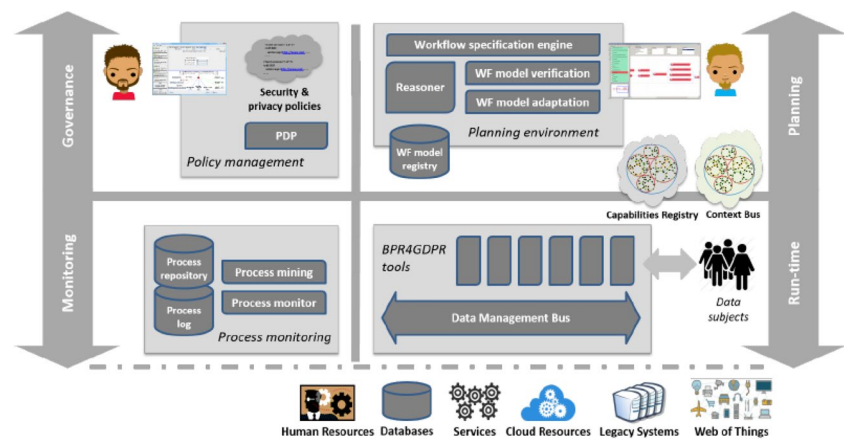 Governance
Security &
privacy policies
PDP
Policy management
Workflow specification engine
Reasoner
WF model verification
WF model adaptation
Planning environment
WF model
registry
Planning
Capabilities Registry
Context Bus
Monitoring
Process
repository
Process
log
Process mining
Process monitor
Process monitoring
BPR4GDPR
tools
Data Management Bus
Data
subjects
Run-time
Human Resources
Databases
Services
Cloud Resources
Legacy Systems
Web of Things